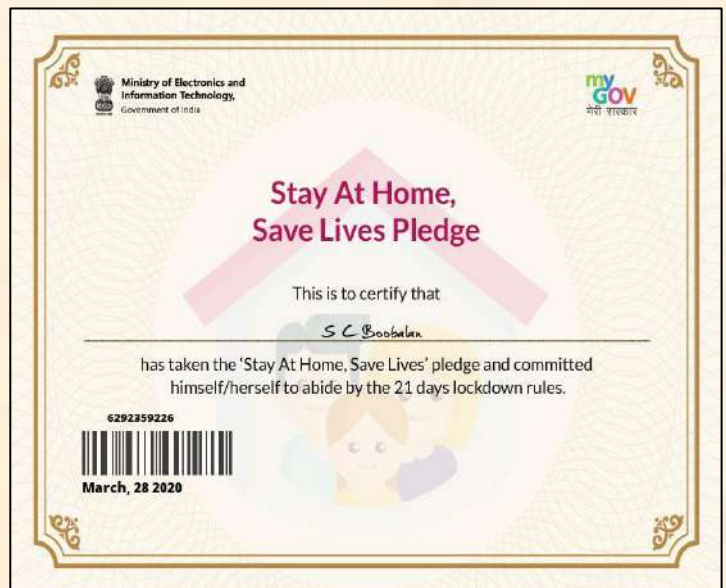 Ministry of Electronics and
Information Technology,
Government of India
my
GOV
मेरी सरकार
Stay At Home,
Save Lives Pledge
This is to certify that
S C Boobalan
has taken the 'Stay At Home, Save Lives' pledge and committed
himself/herself to abide by the 21 days lockdown rules.
6292359226
March, 28 2020